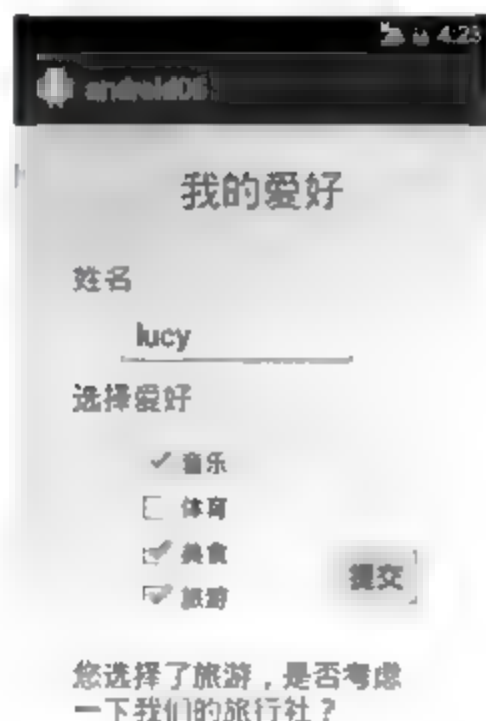 4:23
android06
我的爱好
姓名
lucy
选择爱好
音乐
体育
美食
旅游
提交
您选择了旅游，是否考虑
一下我们的旅行社？